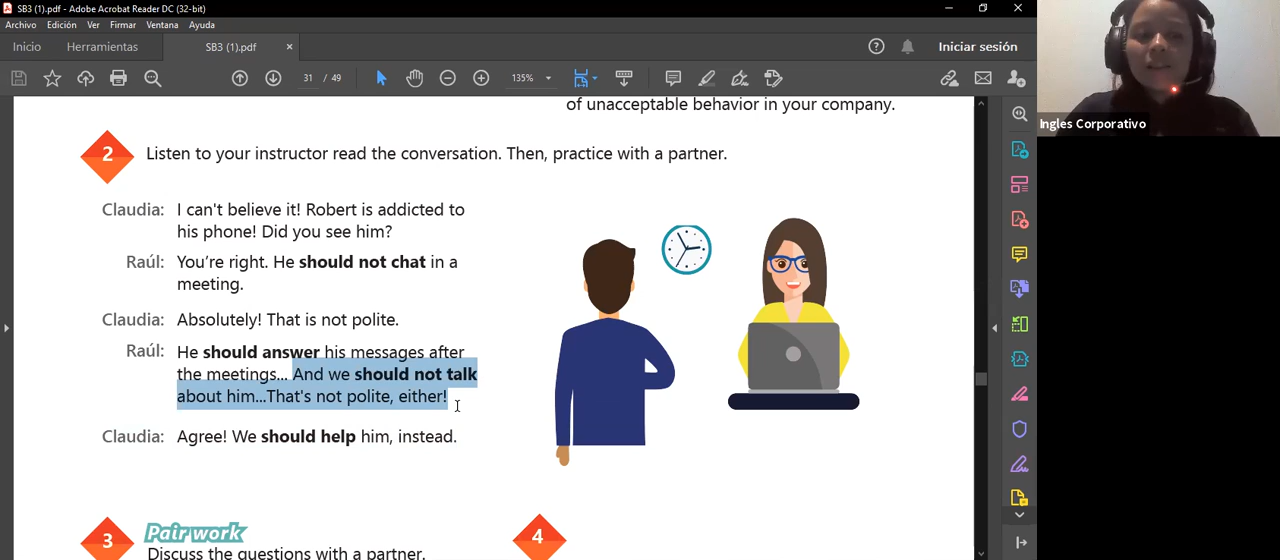 SB3 (1).pdf - Adobe Acrobat Reader DC (32-bit)
Archivo Edición Ver Firmar Ventana Ayuda
Inicio Herramientas SB3 (1).pdf × Iniciar sesión
31 / 49 135%
Ingles Corporativo
of unacceptable behavior in your company.
2 Listen to your instructor read the conversation. Then, practice with a partner.
Claudia: I can't believe it! Robert is addicted to
his phone! Did you see him?
Raúl: You're right. He should not chat in a
meeting.
Claudia: Absolutely! That is not polite.
Raúl: He should answer his messages after
the meetings... And we should not talk
about him...That's not polite, either!
Claudia: Agree! We should help him, instead.
3 Pair work
Discuss the questions with a partner.
4